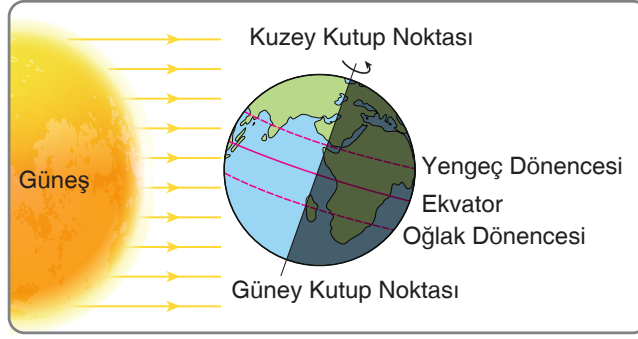 Kuzey Kutup Noktası
Güneş
Yengeç Dönencesi
Ekvator
Oğlak Dönencesi
Güney Kutup Noktası